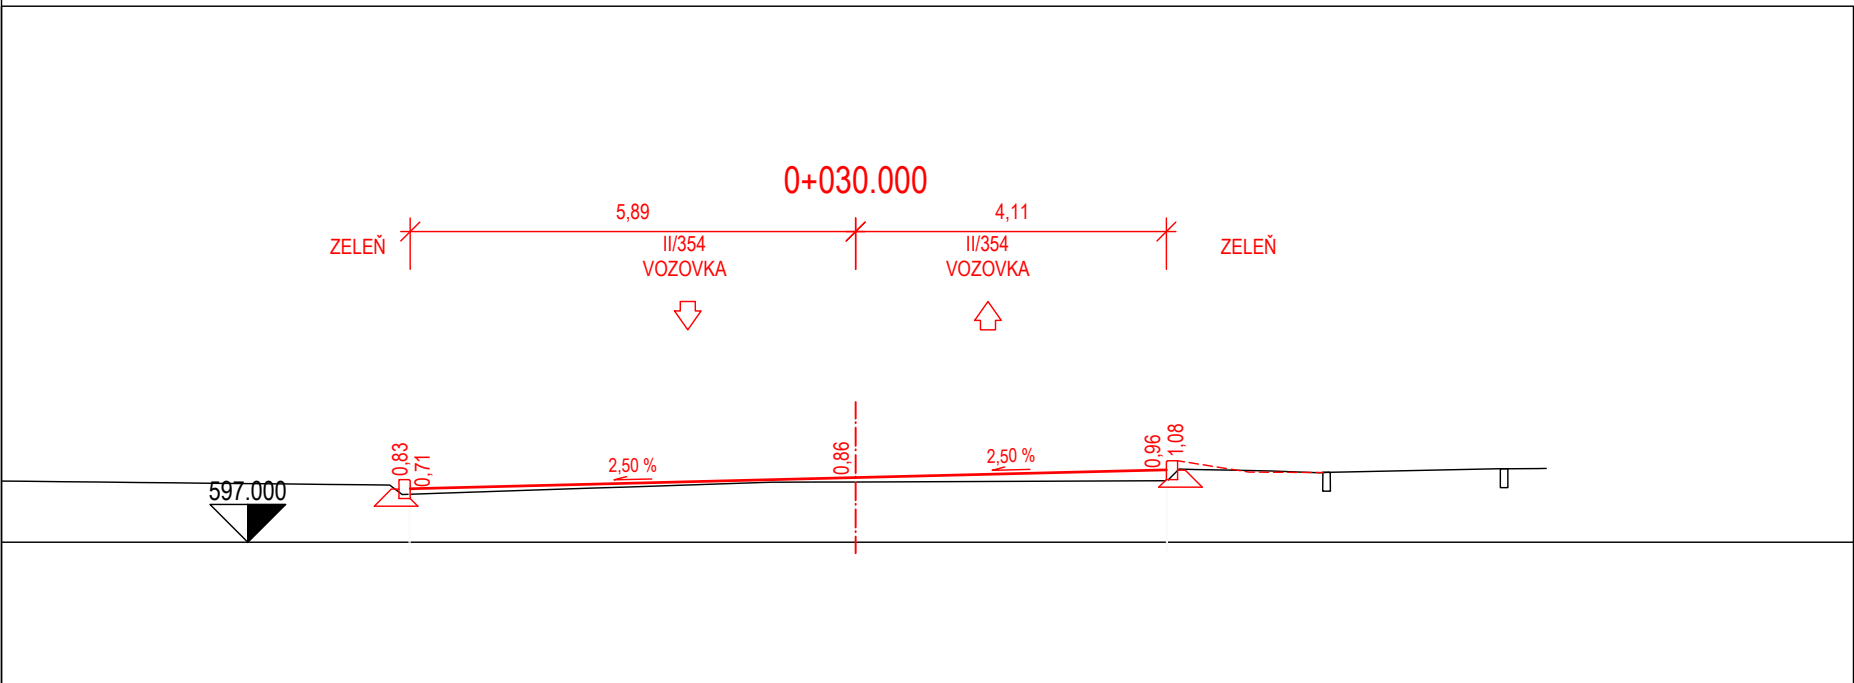 0+030.000
5,89
4,11
ZELEŇ
II/354
VOZOVKA
II/354
VOZOVKA
ZELEŇ
0,83
0,71
2,50 %
0,86
2,50 %
0,96
1,08
597.000